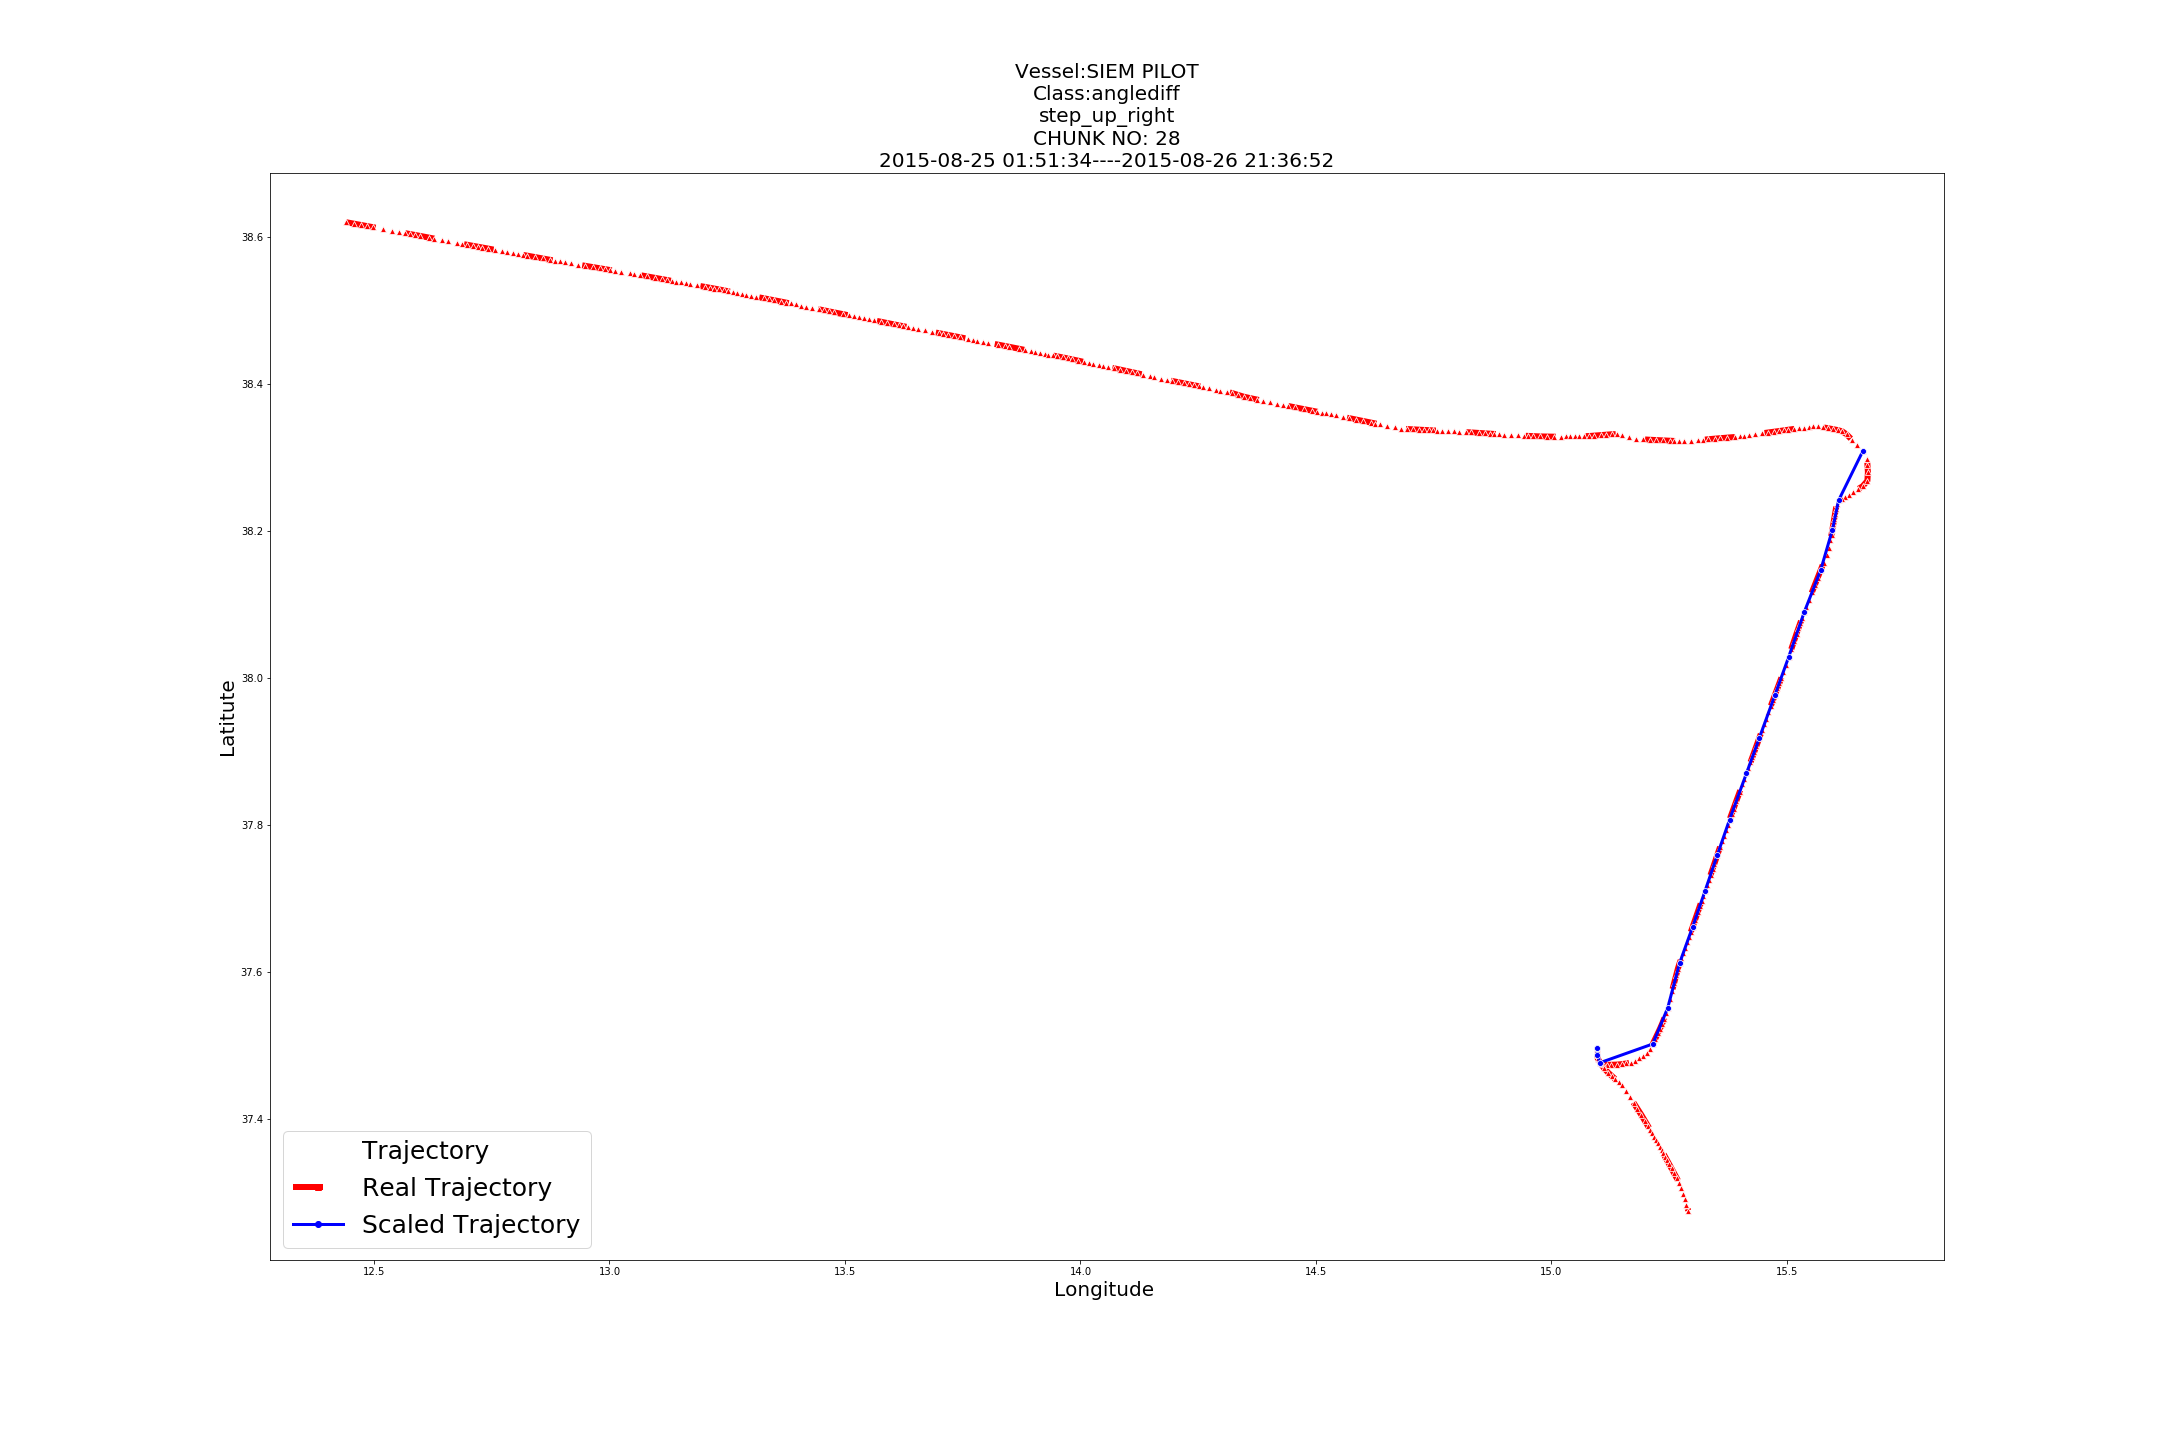 Vessel:SIEM PILOT
Class:anglediff
step_up_right
CHUNK NO: 28
2015-08-25 01:51:34----2015-08-26 21:36:52
38.6
38.4
38.2
38.0
37.8
37.6
37.4
Latitute
Trajectory
Real Trajectory
Scaled Trajectory
12.5 13.0 13.5 14.0 14.5 15.0 15.5
Longitude